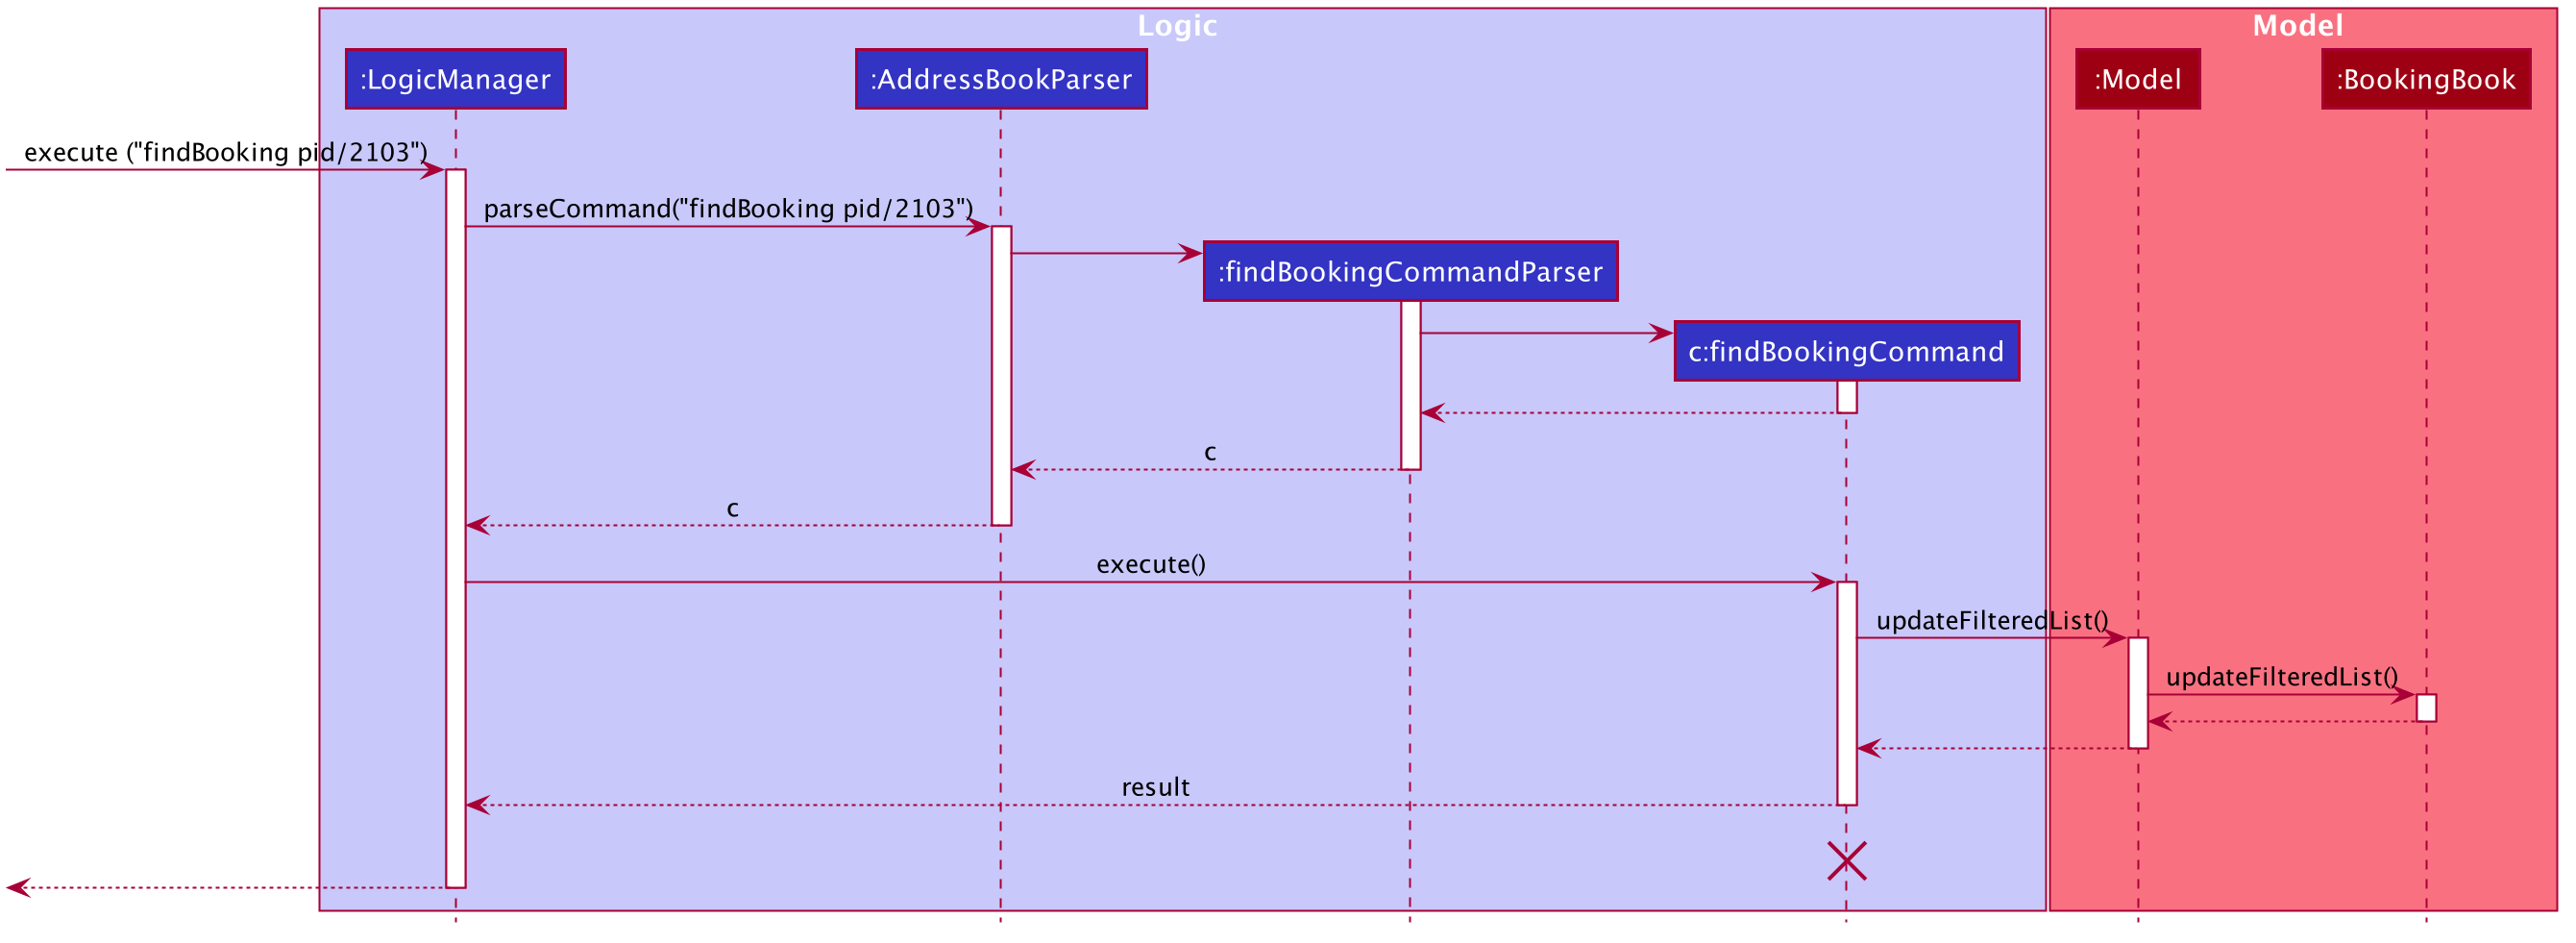 Logic
Model
:LogicManager
:AddressBookParser
:Model
:BookingBook
execute ("findBooking pid/2103")
parseCommand("findBooking pid/2103")
:findBookingCommandParser
c:findBookingCommand
c
c
execute()
updateFilteredList()
updateFilteredList()
result